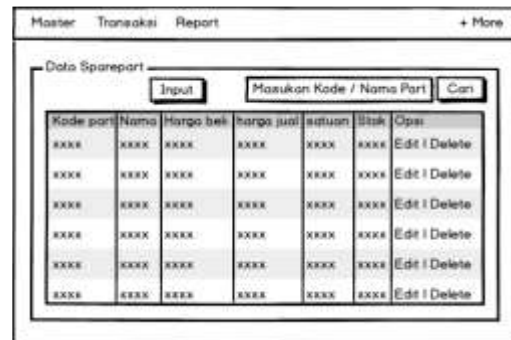 Master Transaksi Report + More
Data Sparepart
Input Masukan Kode / Nama Part Cari
Kode part Nama Harga beli harga jual satuan Stok Opsi
xxxx xxxx xxxx xxxx xxxx xxxx Edit | Delete
xxxx xxxx xxxx xxxx xxxx xxxx Edit | Delete
xxxx xxxx xxxx xxxx xxxx xxxx Edit | Delete
xxxx xxxx xxxx xxxx xxxx xxxx Edit | Delete
xxxx xxxx xxxx xxxx xxxx xxxx Edit | Delete
xxxx xxxx xxxx xxxx xxxx xxxx Edit | Delete